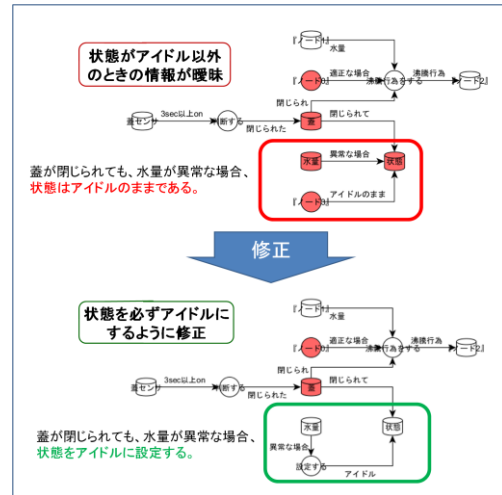 状態がアイドル以外
のときの情報が曖昧
『ノード1』
水量
『ノード0』
適正な場合
沸騰行為をする
沸騰行為
『ノード2』
閉じられ
蓋センサ
3sec以上on
断する
閉じられた
蓋
閉じられて
水量
異常な場合
状態
『ノード3』
アイドルのまま
蓋が閉じられても、水量が異常な場合、
状態はアイドルのままである。
修正
状態を必ずアイドルに
するように修正
『ノード1』
水量
『ノード0』
適正な場合
沸騰行為をする
沸騰行為
『ノード2』
閉じられ
蓋センサ
3sec以上on
断する
閉じられた
蓋
閉じられて
水量
状態
異常な場合
設定する
アイドル
蓋が閉じられても、水量が異常な場合、
状態をアイドルに設定する。